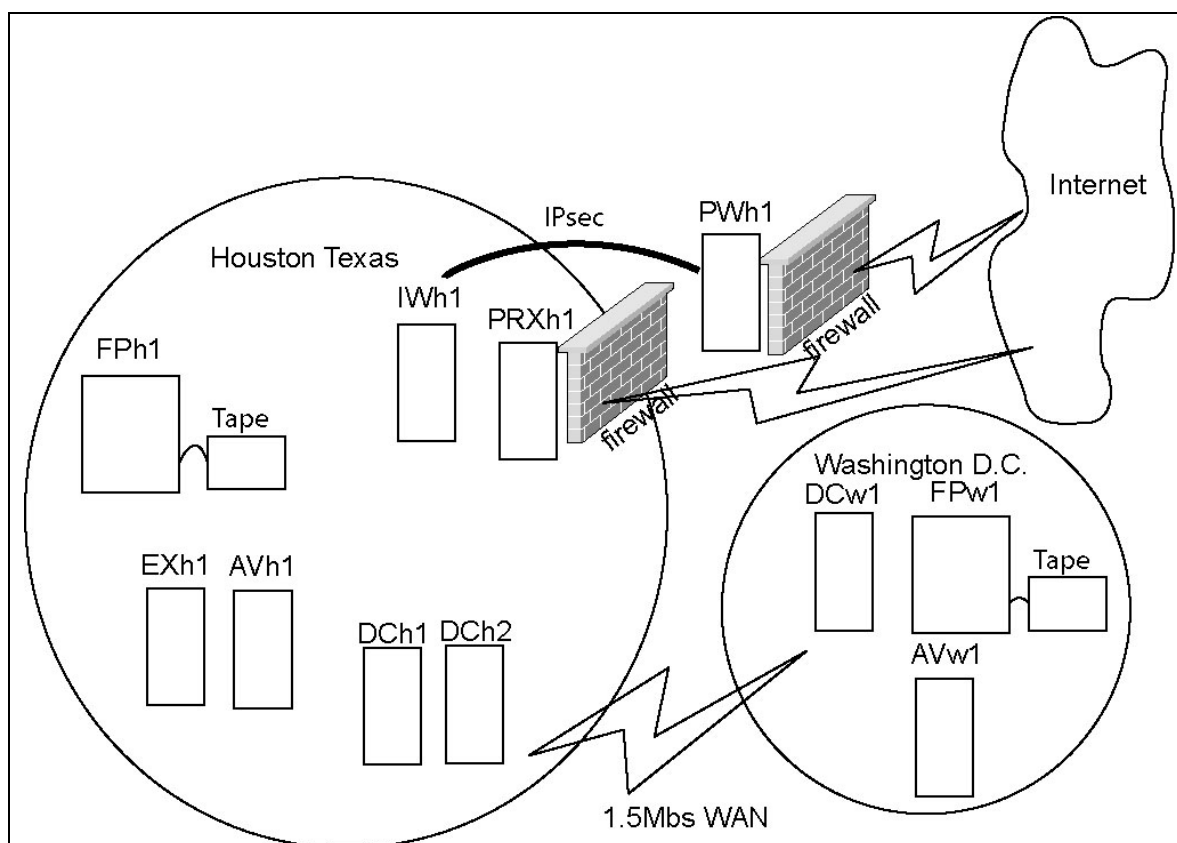 Internet
IPsec
PWh1
Houston Texas
IWh1
PRXh1
firewall
FPh1
firewall
Tape
Washington D.C.
DCw1
FPw1
Tape
EXh1
AVh1
DCh1
DCh2
AVw1
1.5Mbs WAN